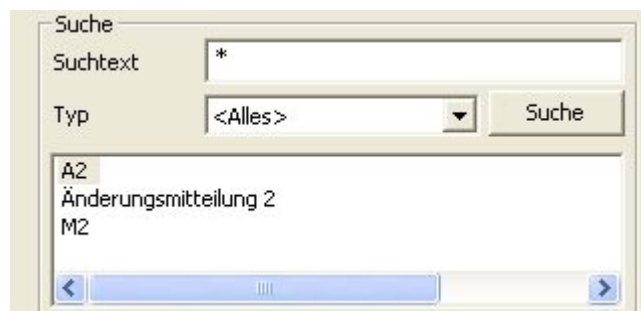 Suche
Suchtext *
Typ <Alles> Suche
A2
Änderungsmitteilung 2
M2